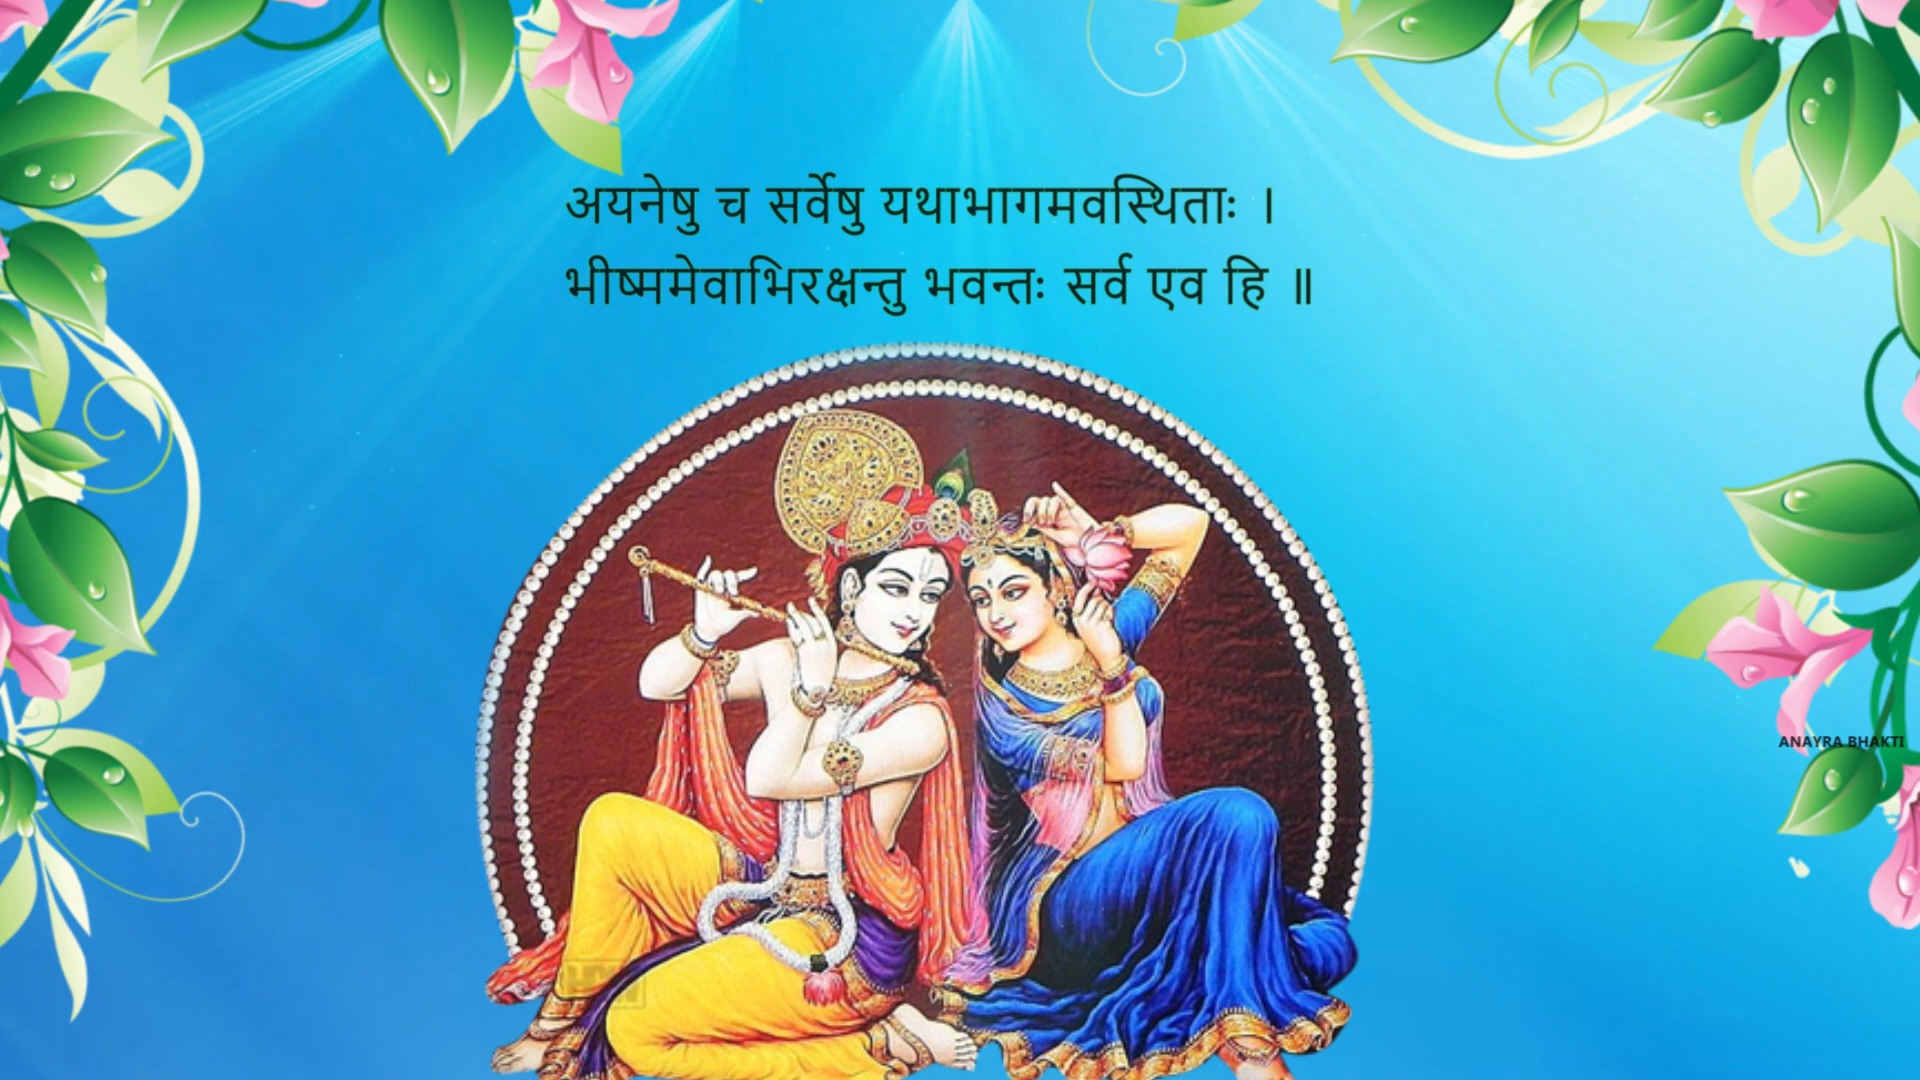 अयनेषु च सर्वेषु यथाभागमवस्थिताः ।
भीष्ममेवाभिरक्षन्तु भवन्तः सर्व एव हि ॥
ANAYRA BHAKTI